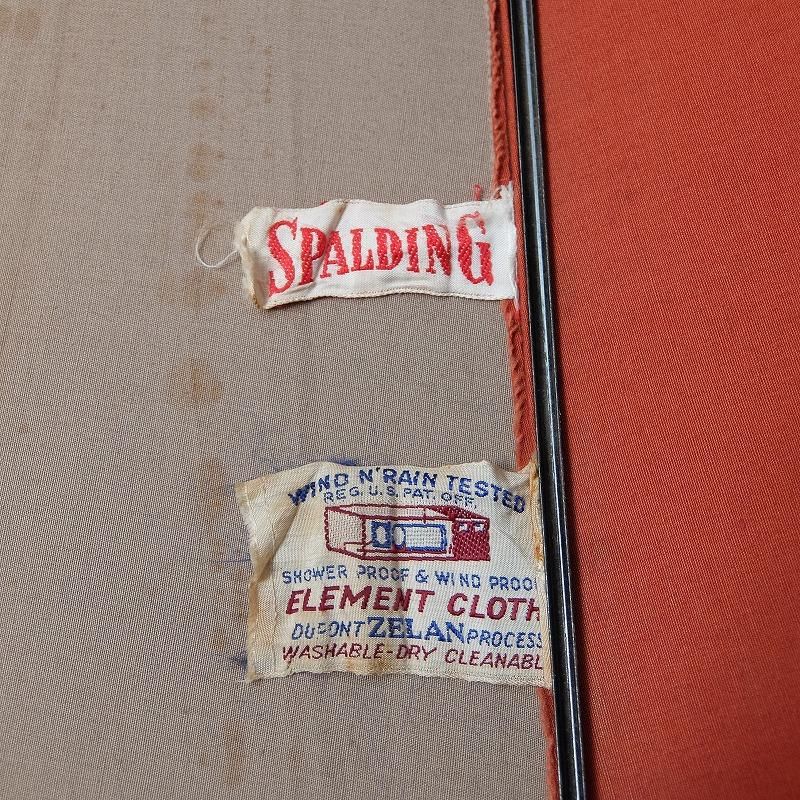 SPALDING
WIND N' RAIN TESTED
REG. U.S. PAT. OFF.
SHOWER PROOF & WIND PROOF
ELEMENT CLOTH
DUPONT ZELAN PROCESS
WASHABLE-DRY CLEANABL